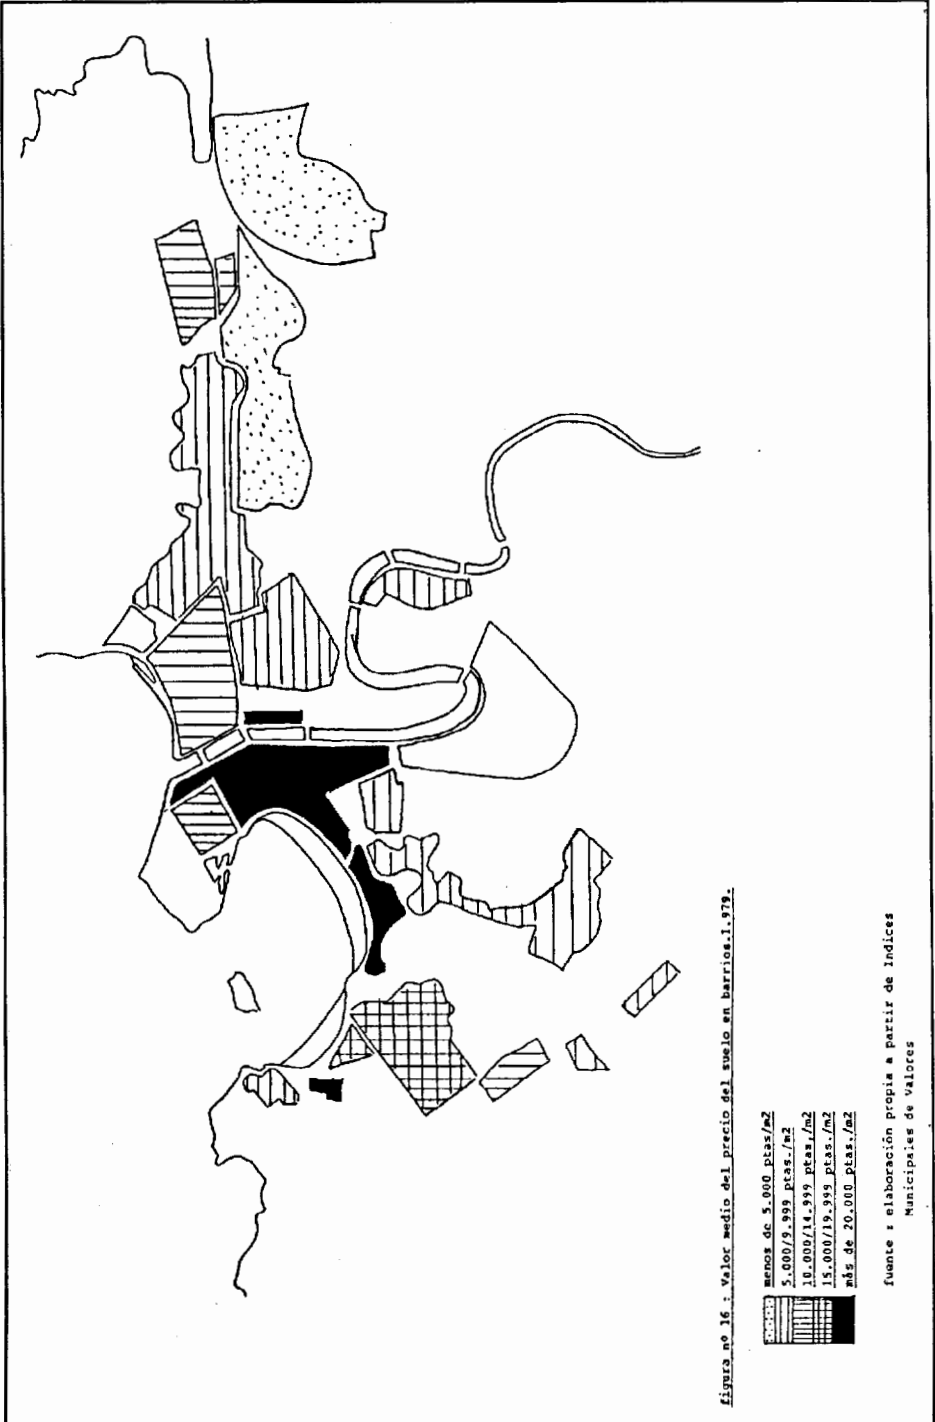 figura nº 16 : Valor medio del precio del suelo en barrios.1.979.
menos de 5.000 ptas/m2
5.000/9.999 ptas./m2
10.000/14.999 ptas,/m2
15.000/19.999 ptas./m2
más de 20.000 ptas./m2
fuente : elaboración propia a partir de Indices
Municipales de Valores